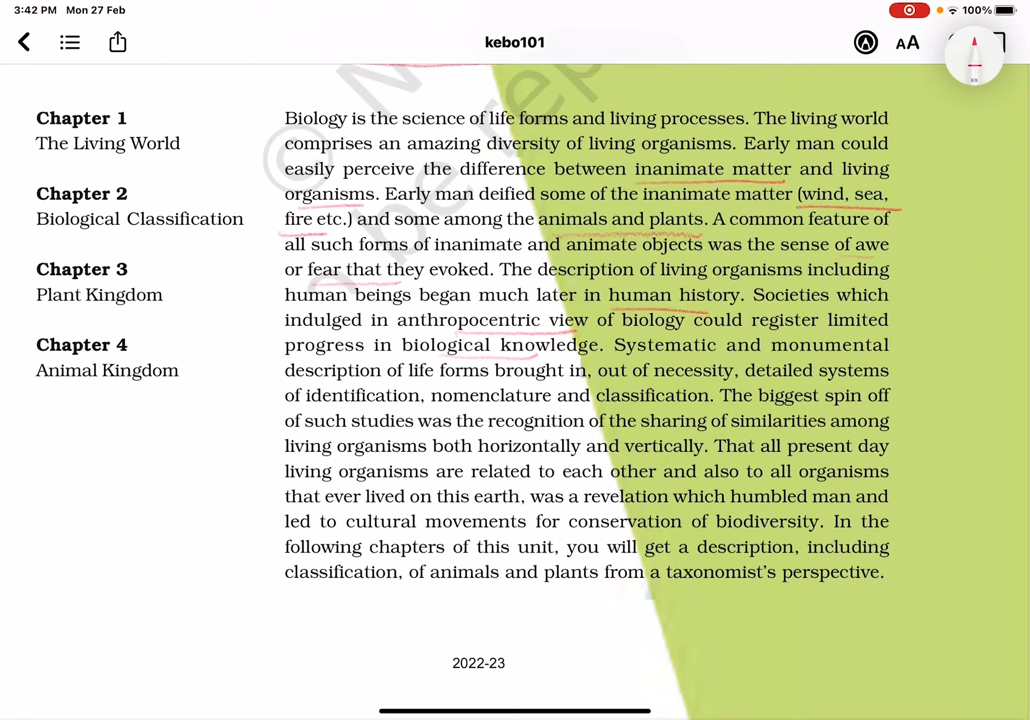 3:42 PM Mon 27 Feb
100%
kebo101
AA
© N
be rep
Chapter 1
The Living World
Chapter 2
Biological Classification
Chapter 3
Plant Kingdom
Chapter 4
Animal Kingdom
Biology is the science of life forms and living processes. The living world
comprises an amazing diversity of living organisms. Early man could
easily perceive the difference between inanimate matter and living
organisms. Early man deified some of the inanimate matter (wind, sea,
fire etc.) and some among the animals and plants. A common feature of
all such forms of inanimate and animate objects was the sense of awe
or fear that they evoked. The description of living organisms including
human beings began much later in human history. Societies which
indulged in anthropocentric view of biology could register limited
progress in biological knowledge. Systematic and monumental
description of life forms brought in, out of necessity, detailed systems
of identification, nomenclature and classification. The biggest spin off
of such studies was the recognition of the sharing of similarities among
living organisms both horizontally and vertically. That all present day
living organisms are related to each other and also to all organisms
that ever lived on this earth, was a revelation which humbled man and
led to cultural movements for conservation of biodiversity. In the
following chapters of this unit, you will get a description, including
classification, of animals and plants from a taxonomist's perspective.
2022-23